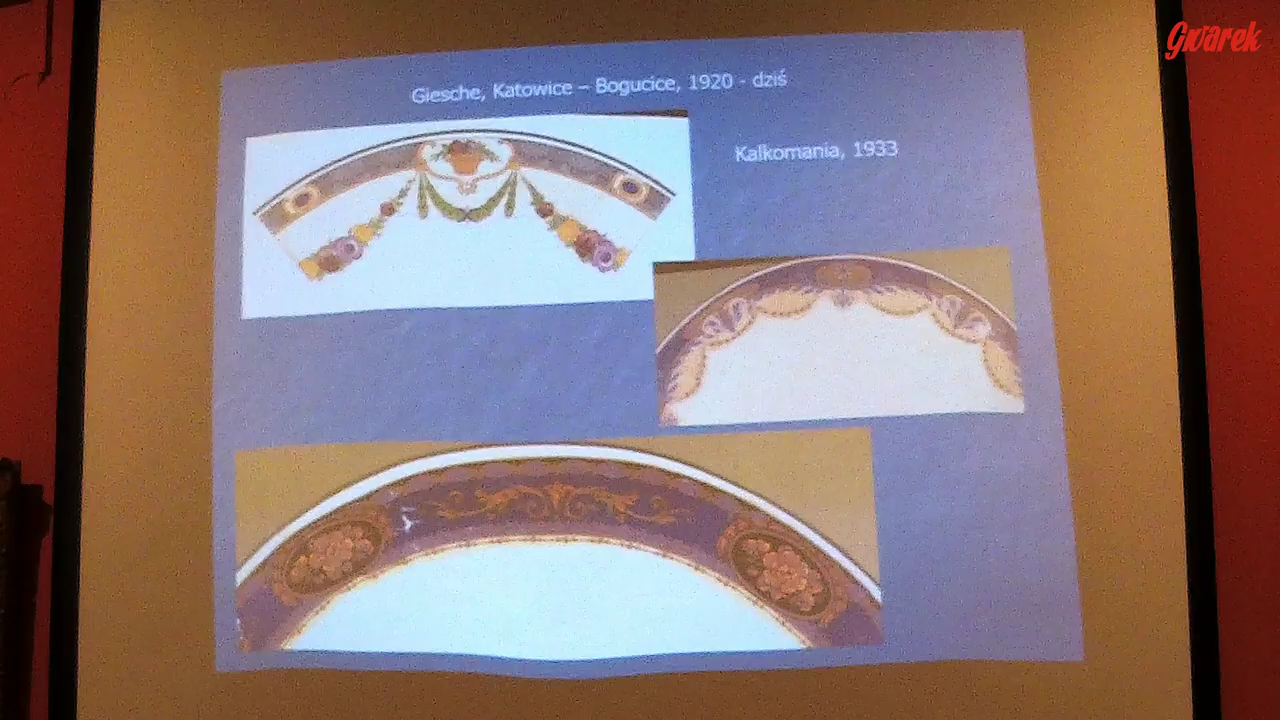 Gwarek
Giesche, Katowice – Bogucice, 1920 - dziś
Kalkomania, 1933